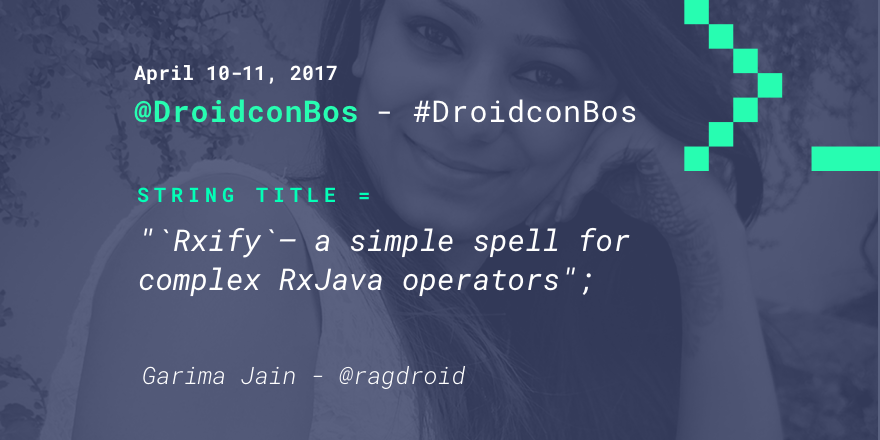 April 10-11, 2017
@DroidconBos - #DroidconBos
STRING TITLE =
"`Rxify`— a simple spell for
complex RxJava operators";
Garima Jain - @ragdroid